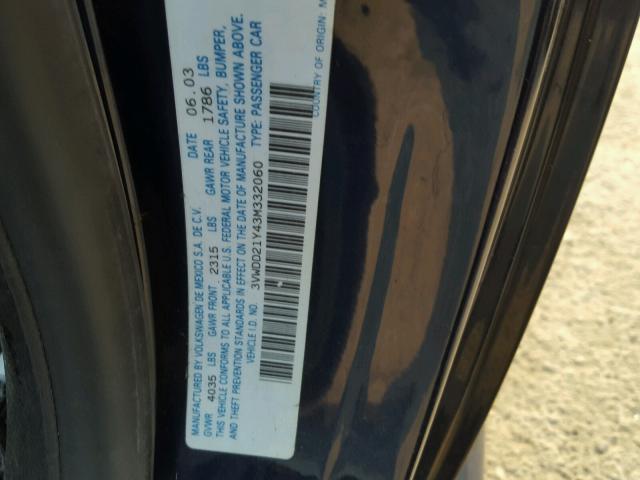 MANUFACTURED BY VOLKSWAGEN DE MEXICO S.A. DE C.V. DATE 06.03
GVWR 4035 LBS GAWR FRONT 2315 LBS GAWR REAR 1786 LBS
THIS VEHICLE CONFORMS TO ALL APPLICABLE U.S. FEDERAL MOTOR VEHICLE SAFETY, BUMPER,
AND THEFT PREVENTION STANDARDS IN EFFECT ON THE DATE OF MANUFACTURE SHOWN ABOVE.
VEHICLE I.D. NO. 3VWDD21Y43M332060 TYPE: PASSENGER CAR
COUNTRY OF ORIGIN: M